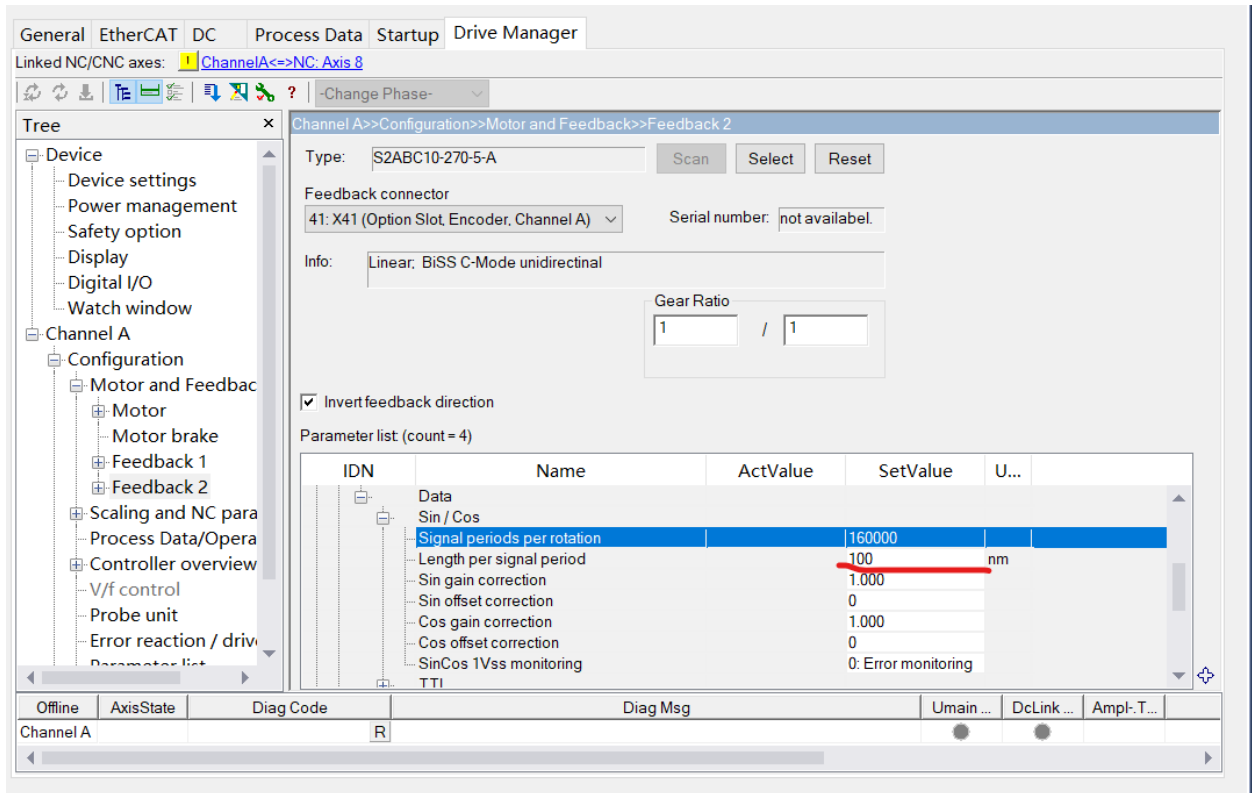 General EtherCAT DC Process Data Startup Drive Manager
Linked NC/CNC axes: ! ChannelA<=>NC: Axis 8
? -Change Phase-
Tree ×
Device
Device settings
Power management
Safety option
Display
Digital I/O
Watch window
Channel A
Configuration
Motor and Feedbac
Motor
Motor brake
Feedback 1
Feedback 2
Scaling and NC para
Process Data/Opera
Controller overview
V/f control
Probe unit
Error reaction / driv
Parameter list
Channel A>>Configuration>>Motor and Feedback>>Feedback 2
Type: S2ABC10-270-5-A Scan Select Reset
Feedback connector
41: X41 (Option Slot, Encoder, Channel A) Serial number: not availabel.
Info: Linear; BiSS C-Mode unidirectinal
Gear Ratio
1 / 1
Invert feedback direction
Parameter list: (count = 4)
IDN Name ActValue SetValue U...
Data
Sin / Cos
Signal periods per rotation 160000
Length per signal period 100 nm
Sin gain correction 1.000
Sin offset correction 0
Cos gain correction 1.000
Cos offset correction 0
SinCos 1Vss monitoring 0: Error monitoring
TTL
Offline AxisState Diag Code Diag Msg Umain ... DcLink ... Ampl-.T...
Channel A R